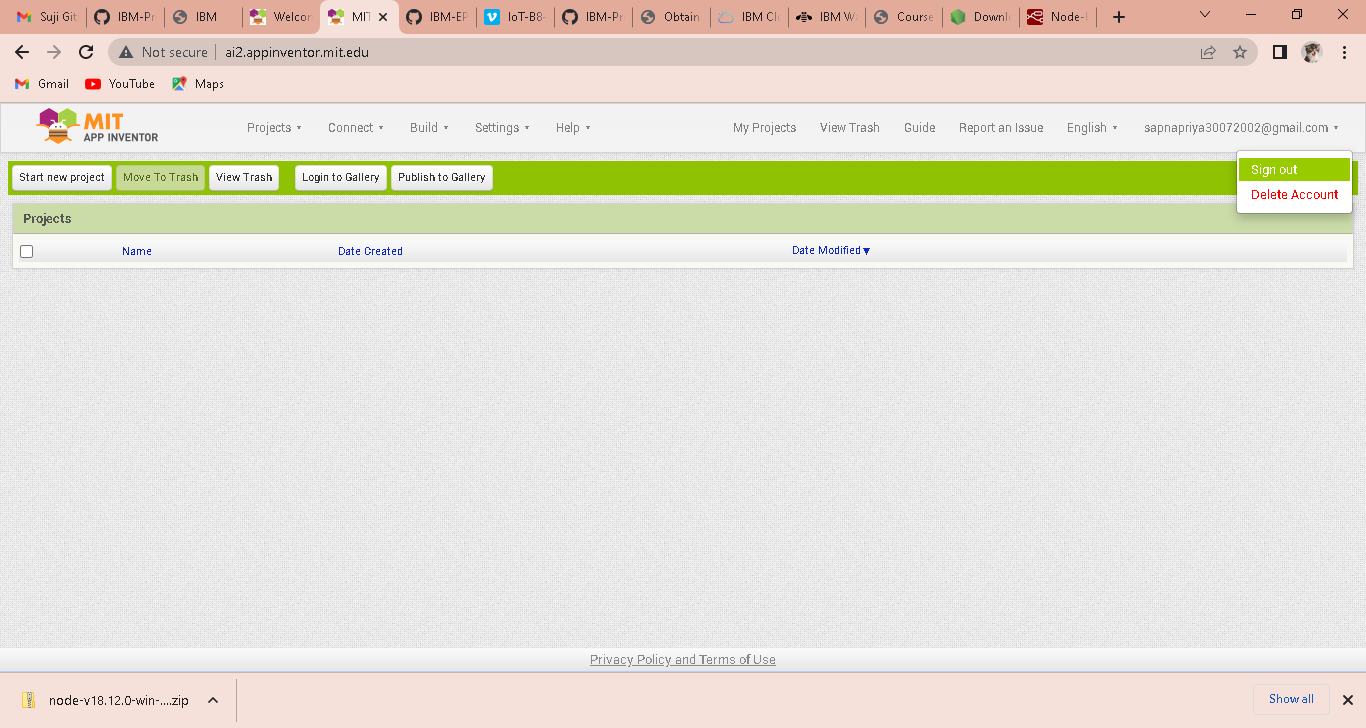 Suji Git IBM-Pr IBM Welcon MIT IBM-EP IoT-B8- IBM-Pr Obtain IBM Clo IBM W Course Downl Node-
Not secure ai2.appinventor.mit.edu
Gmail YouTube Maps
MIT APP INVENTOR Projects Connect Build Settings Help My Projects View Trash Guide Report an Issue English sapnapriya30072002@gmail.com
Start new project Move To Trash View Trash Login to Gallery Publish to Gallery
Sign out
Delete Account
Projects
Name Date Created Date Modified ▼
Privacy Policy and Terms of Use
node-v18.12.0-win-....zip Show all